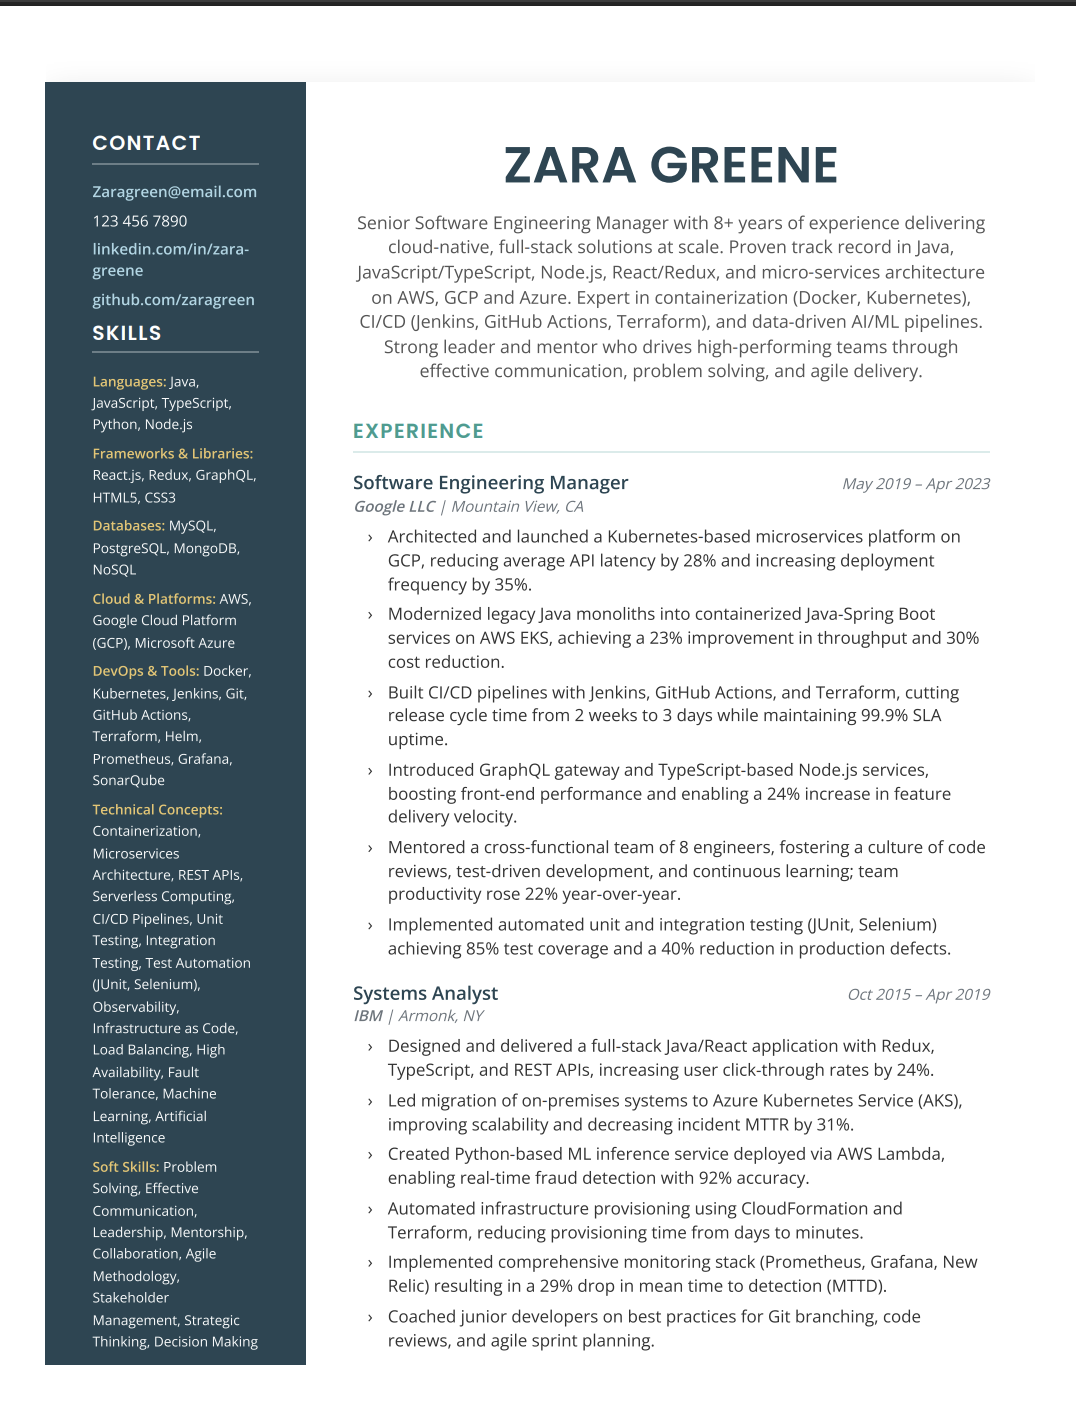 CONTACT
Zaragreen@email.com
123 456 7890
linkedin.com/in/zara-
greene
github.com/zaragreen
SKILLS
Languages: Java,
JavaScript, TypeScript,
Python, Node.js
Frameworks & Libraries:
React.js, Redux, GraphQL,
HTML5, CSS3
Databases: MySQL,
PostgreSQL, MongoDB,
NoSQL
Cloud & Platforms: AWS,
Google Cloud Platform
(GCP), Microsoft Azure
DevOps & Tools: Docker,
Kubernetes, Jenkins, Git,
GitHub Actions,
Terraform, Helm,
Prometheus, Grafana,
SonarQube
Technical Concepts:
Containerization,
Microservices
Architecture, REST APIs,
Serverless Computing,
CI/CD Pipelines, Unit
Testing, Integration
Testing, Test Automation
(JUnit, Selenium),
Observability,
Infrastructure as Code,
Load Balancing, High
Availability, Fault
Tolerance, Machine
Learning, Artificial
Intelligence
Soft Skills: Problem
Solving, Effective
Communication,
Leadership, Mentorship,
Collaboration, Agile
Methodology,
Stakeholder
Management, Strategic
Thinking, Decision Making
ZARA GREENE
Senior Software Engineering Manager with 8+ years of experience delivering
cloud-native, full-stack solutions at scale. Proven track record in Java,
JavaScript/TypeScript, Node.js, React/Redux, and micro-services architecture
on AWS, GCP and Azure. Expert in containerization (Docker, Kubernetes),
CI/CD (Jenkins, GitHub Actions, Terraform), and data-driven AI/ML pipelines.
Strong leader and mentor who drives high-performing teams through
effective communication, problem solving, and agile delivery.
EXPERIENCE
Software Engineering Manager May 2019 – Apr 2023
Google LLC | Mountain View, CA
› Architected and launched a Kubernetes-based microservices platform on
GCP, reducing average API latency by 28% and increasing deployment
frequency by 35%.
› Modernized legacy Java monoliths into containerized Java-Spring Boot
services on AWS EKS, achieving a 23% improvement in throughput and 30%
cost reduction.
› Built CI/CD pipelines with Jenkins, GitHub Actions, and Terraform, cutting
release cycle time from 2 weeks to 3 days while maintaining 99.9% SLA
uptime.
› Introduced GraphQL gateway and TypeScript-based Node.js services,
boosting front-end performance and enabling a 24% increase in feature
delivery velocity.
› Mentored a cross-functional team of 8 engineers, fostering a culture of code
reviews, test-driven development, and continuous learning; team
productivity rose 22% year-over-year.
› Implemented automated unit and integration testing (JUnit, Selenium)
achieving 85% test coverage and a 40% reduction in production defects.
Systems Analyst Oct 2015 – Apr 2019
IBM | Armonk, NY
› Designed and delivered a full-stack Java/React application with Redux,
TypeScript, and REST APIs, increasing user click-through rates by 24%.
› Led migration of on-premises systems to Azure Kubernetes Service (AKS),
improving scalability and decreasing incident MTTR by 31%.
› Created Python-based ML inference service deployed via AWS Lambda,
enabling real-time fraud detection with 92% accuracy.
› Automated infrastructure provisioning using CloudFormation and
Terraform, reducing provisioning time from days to minutes.
› Implemented comprehensive monitoring stack (Prometheus, Grafana, New
Relic) resulting in a 29% drop in mean time to detection (MTTD).
› Coached junior developers on best practices for Git branching, code
reviews, and agile sprint planning.